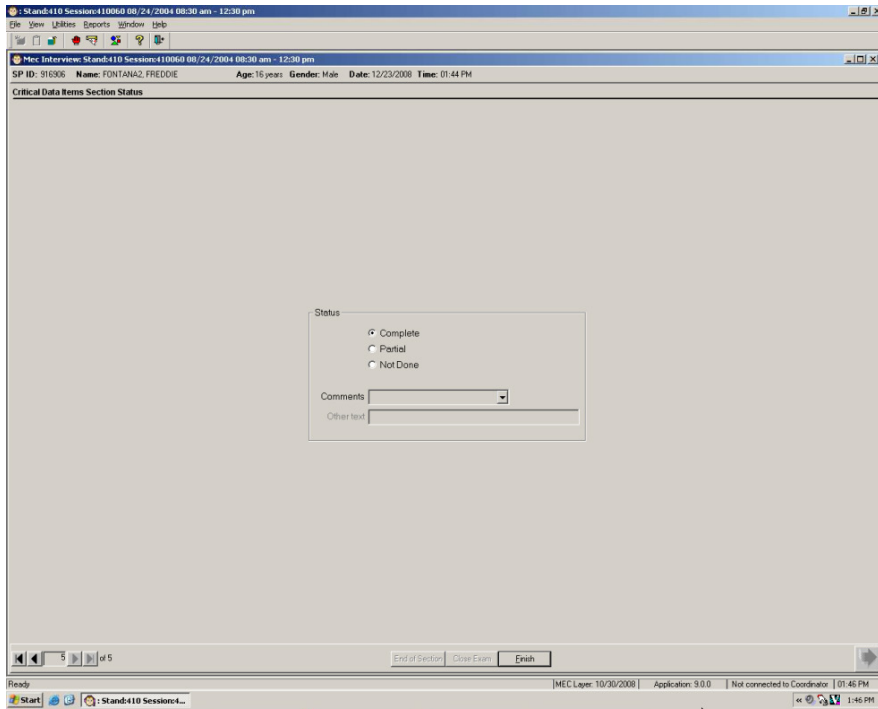 : Stand:410 Session:410060 08/24/2004 08:30 am - 12:30 pm
File View Utilities Reports Window Help
Mec Interview: Stand:410 Session:410060 08/24/2004 08:30 am - 12:30 pm
SP ID: 916906 Name: FONTANA2, FREDDIE Age: 16 years Gender: Male Date: 12/23/2008 Time: 01:44 PM
Critical Data Items Section Status
Status
Complete
Partial
Not Done
Comments
Other text
5 of 5 End of Section Close Exam Finish
Ready MEC Layer: 10/30/2008 Application: 9.0.0 Not connected to Coordinator 01:46 PM
Start : Stand:410 Session:4... « 1:46 PM